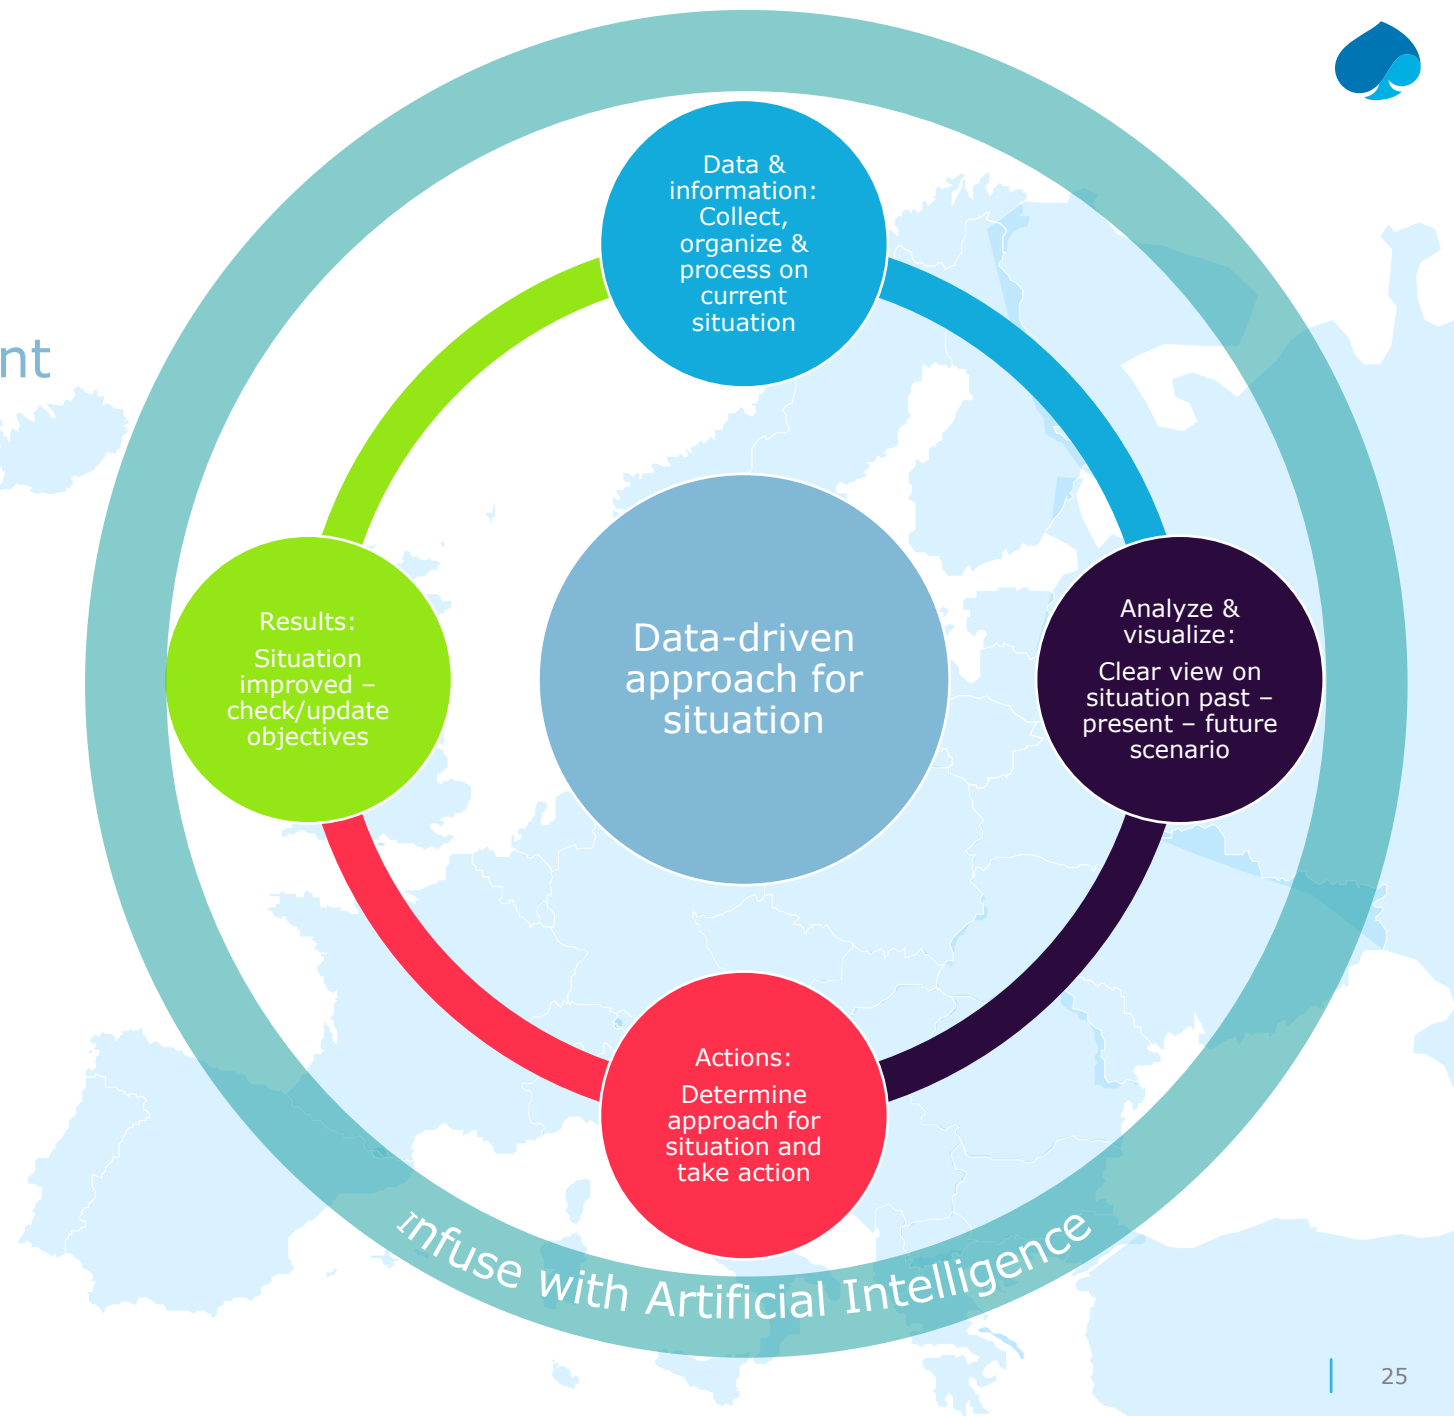 nt
Data &
information:
Collect,
organize &
process on
current
situation
Analyze &
visualize:
Clear view on
situation past –
present – future
scenario
Data-driven
approach for
situation
Results:
Situation
improved –
check/update
objectives
Actions:
Determine
approach for
situation and
take action
Infuse with Artificial Intelligence
25